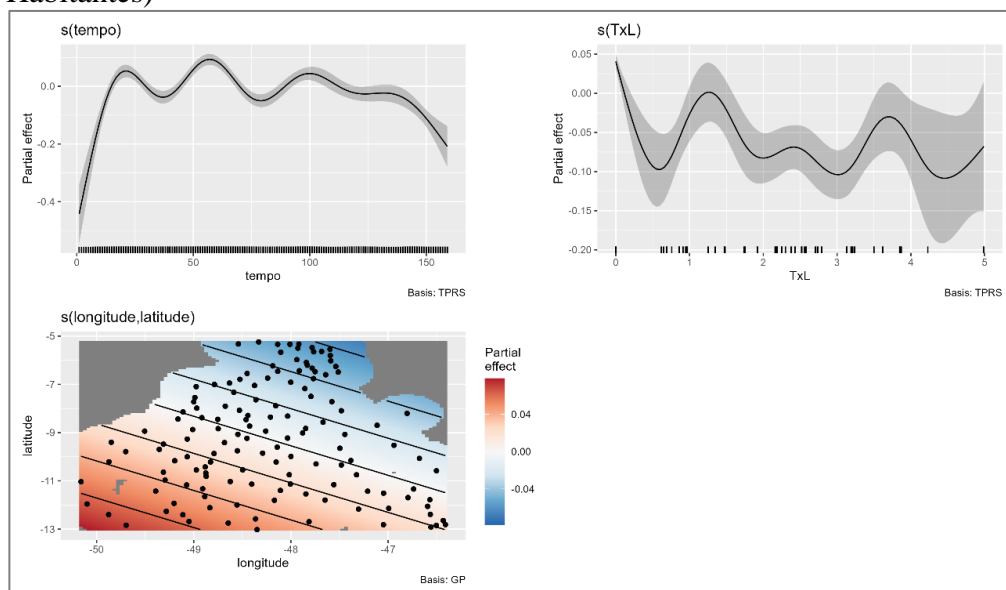 Habitantes)
s(tempo)
Partial effect
0.0
-0.2
-0.4
0
50
100
150
tempo
Basis: TPRS
s(TxL)
Partial effect
0.05
0.00
-0.05
-0.10
-0.15
-0.20
0
1
2
3
4
5
TxL
Basis: TPRS
s(longitude,latitude)
latitude
-5
-7
-9
-11
-13
-50
-49
-48
-47
longitude
Basis: GP
Partial
effect
0.04
0.00
-0.04